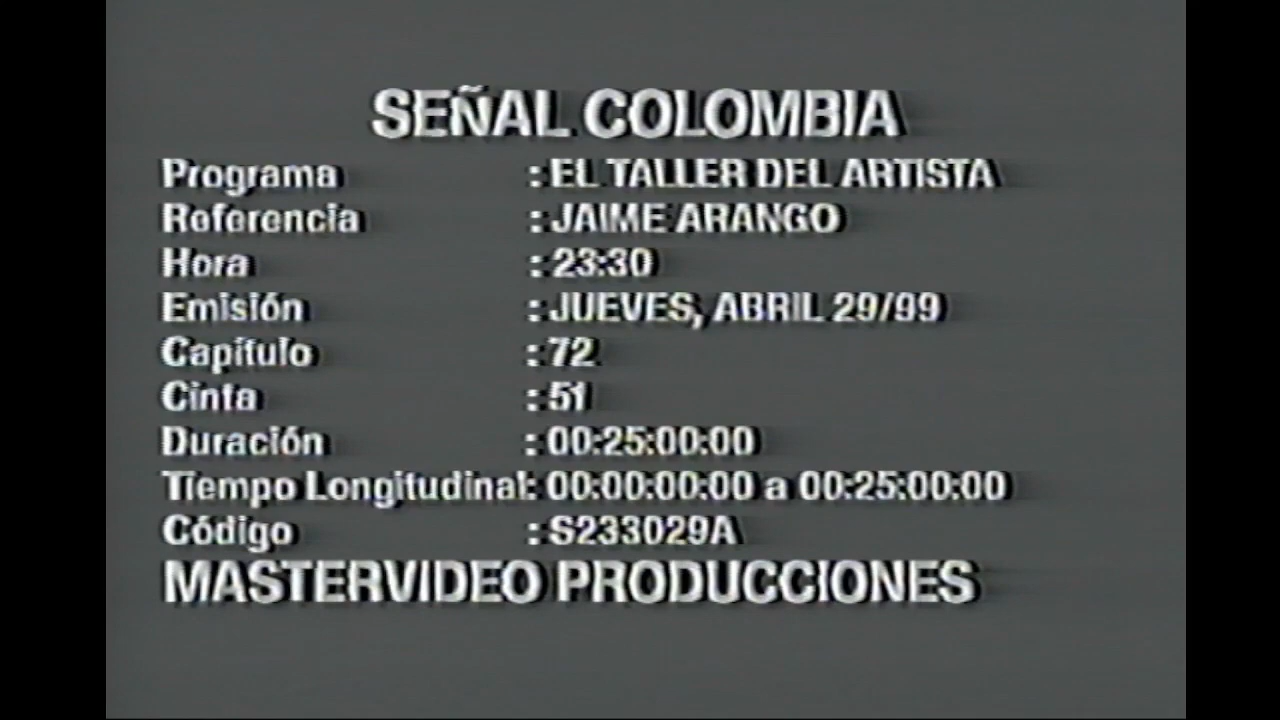 SEÑAL COLOMBIA
Programa : EL TALLER DEL ARTISTA
Referencia : JAIME ARANGO
Hora : 23:30
Emisión : JUEVES, ABRIL 29/99
Capítulo : 72
Cinta : 51
Duración : 00:25:00:00
Tiempo Longitudinal: 00:00:00:00 a 00:25:00:00
Código : S233029A
MASTERVIDEO PRODUCCIONES